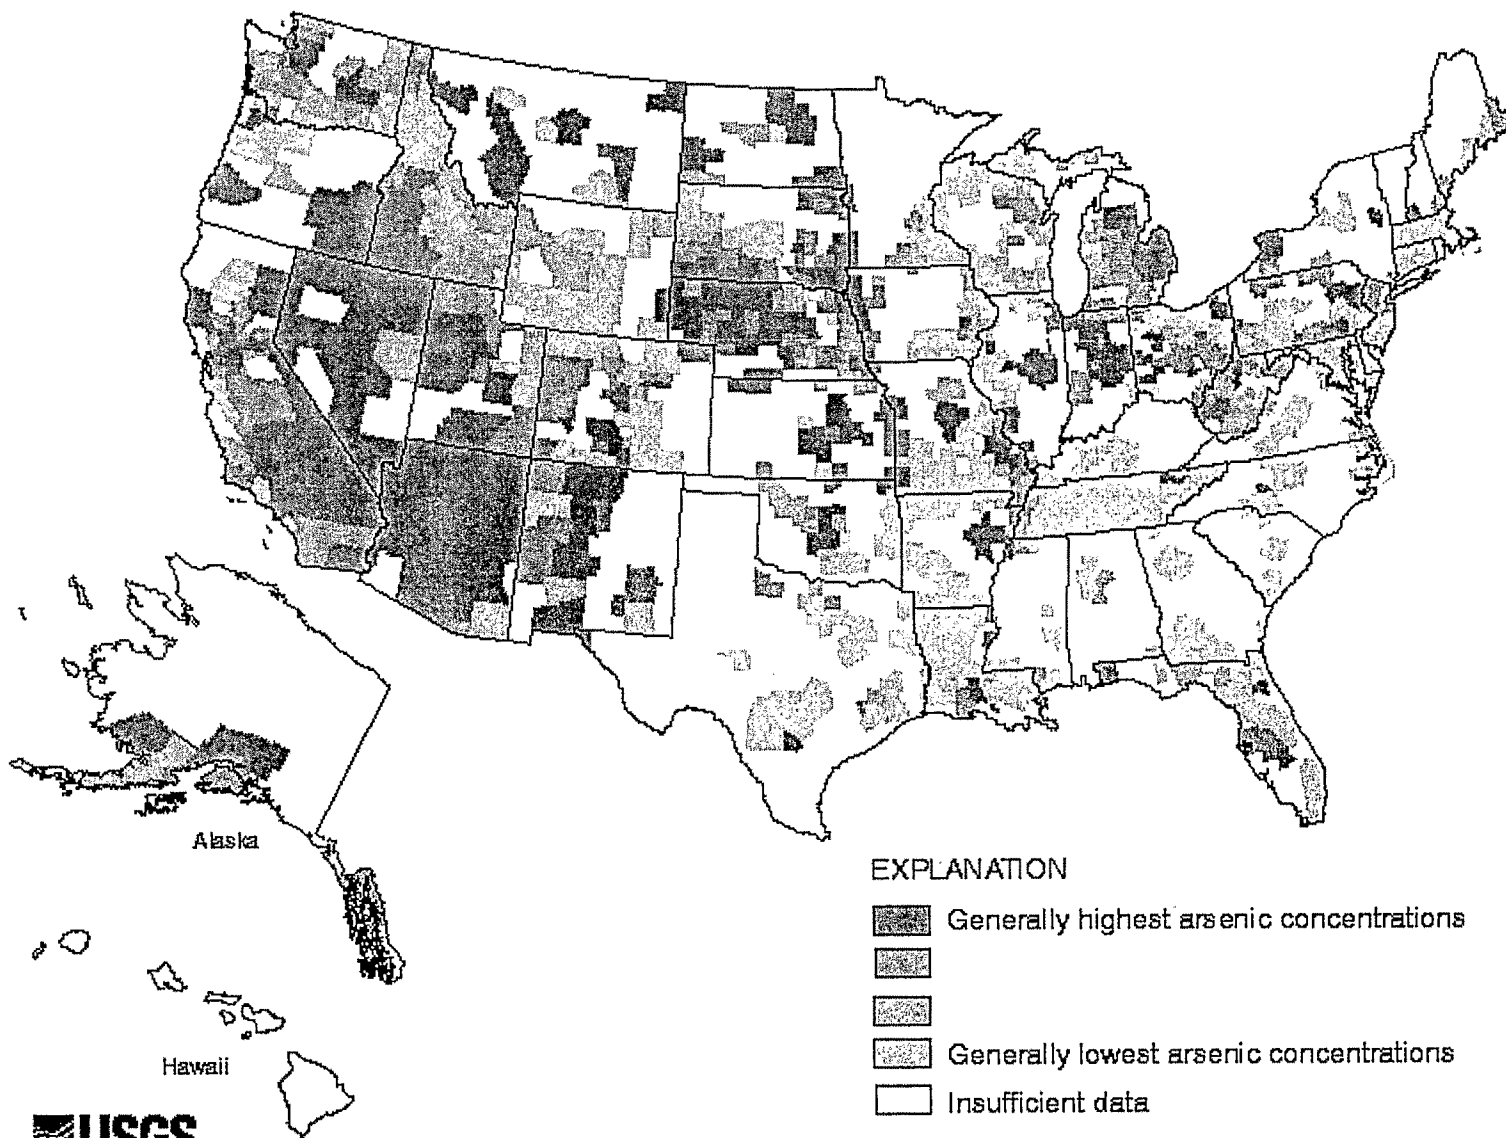 Alaska
EXPLANATION
Generally highest arsenic concentrations
Generally lowest arsenic concentrations
Hawaii
Insufficient data
USGS